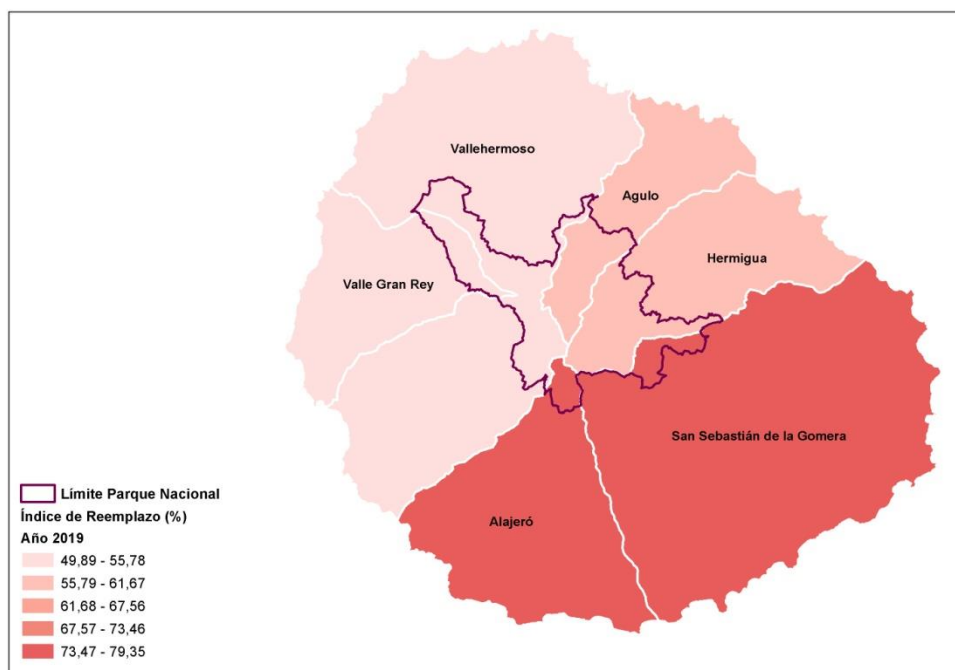 Vallehermoso
Agulo
Hermigua
Valle Gran Rey
San Sebastián de la Gomera
Alajeró
Límite Parque Nacional
Índice de Reemplazo (%)
Año 2019
49,89 - 55,78
55,79 - 61,67
61,68 - 67,56
67,57 - 73,46
73,47 - 79,35